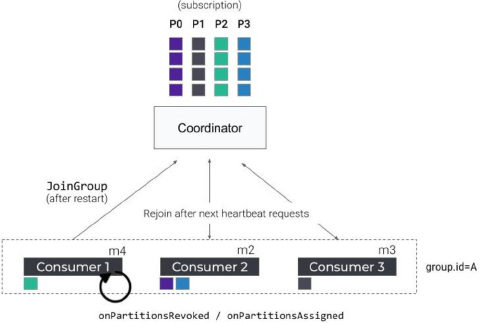 (subscription)
P0 P1 P2 P3
Coordinator
JoinGroup
(after restart)
Rejoin after next heartbeat requests
m4 m2 m3
Consumer 1 Consumer 2 Consumer 3
group.id=A
onPartitionsRevoked / onPartitionsAssigned